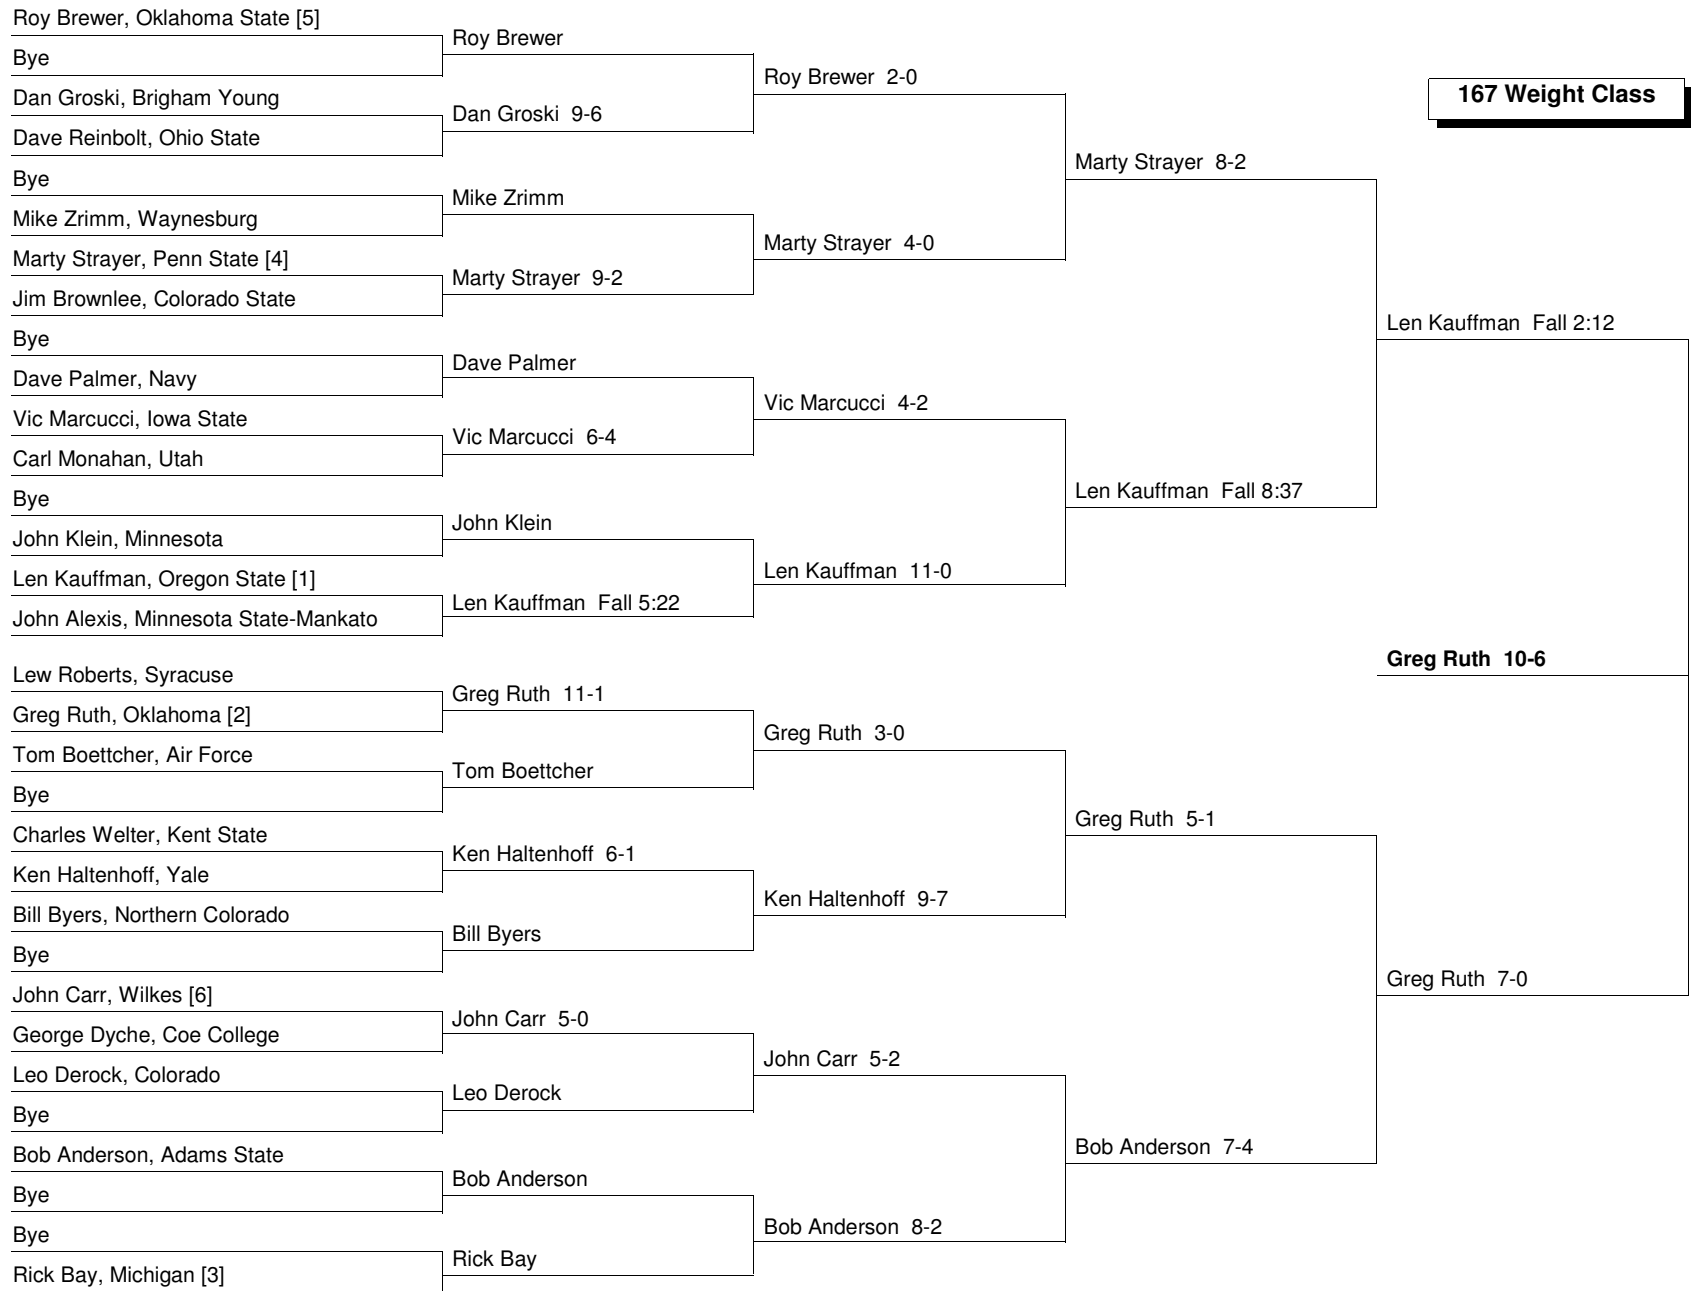 Roy Brewer, Oklahoma State [5]
Bye
Dan Groski, Brigham Young
Dave Reinbolt, Ohio State
Bye
Mike Zrimm, Waynesburg
Marty Strayer, Penn State [4]
Jim Brownlee, Colorado State
Bye
Dave Palmer, Navy
Vic Marcucci, Iowa State
Carl Monahan, Utah
Bye
John Klein, Minnesota
Len Kauffman, Oregon State [1]
John Alexis, Minnesota State-Mankato
Lew Roberts, Syracuse
Greg Ruth, Oklahoma [2]
Tom Boettcher, Air Force
Bye
Charles Welter, Kent State
Ken Haltenhoff, Yale
Bill Byers, Northern Colorado
Bye
John Carr, Wilkes [6]
George Dyche, Coe College
Leo Derock, Colorado
Bye
Bob Anderson, Adams State
Bye
Bye
Rick Bay, Michigan [3]
Roy Brewer
Dan Groski 9-6
Mike Zrimm
Marty Strayer 9-2
Dave Palmer
Vic Marcucci 6-4
John Klein
Len Kauffman Fall 5:22
Greg Ruth 11-1
Tom Boettcher
Ken Haltenhoff 6-1
Bill Byers
John Carr 5-0
Leo Derock
Bob Anderson
Rick Bay
Roy Brewer 2-0
Marty Strayer 4-0
Vic Marcucci 4-2
Len Kauffman 11-0
Greg Ruth 3-0
Ken Haltenhoff 9-7
John Carr 5-2
Bob Anderson 8-2
Marty Strayer 8-2
Len Kauffman Fall 8:37
Greg Ruth 5-1
Bob Anderson 7-4
Len Kauffman Fall 2:12
Greg Ruth 7-0
Greg Ruth 10-6
167 Weight Class